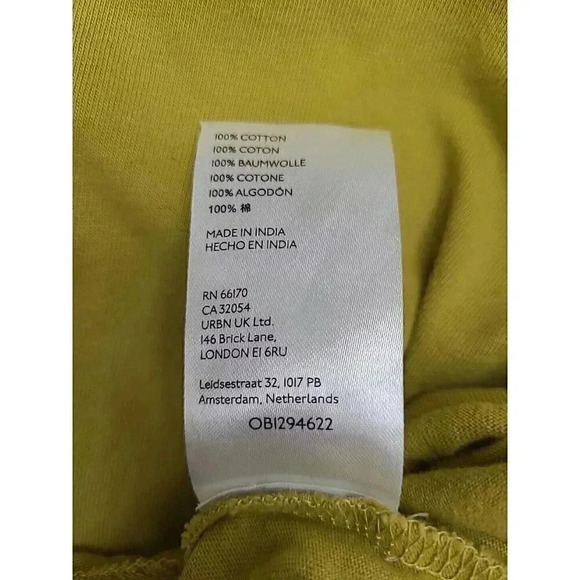 100% COTTON
100% COTON
100% BAUMWOLLE
100% COTONE
100% ALGODÓN
100% 棉
MADE IN INDIA
HECHO EN INDIA
RN 66170
CA 32054
URBN UK Ltd.
146 Brick Lane,
LONDON E1 6RU
Leidsestraat 32, 1017 PB
Amsterdam, Netherlands
OB1294622